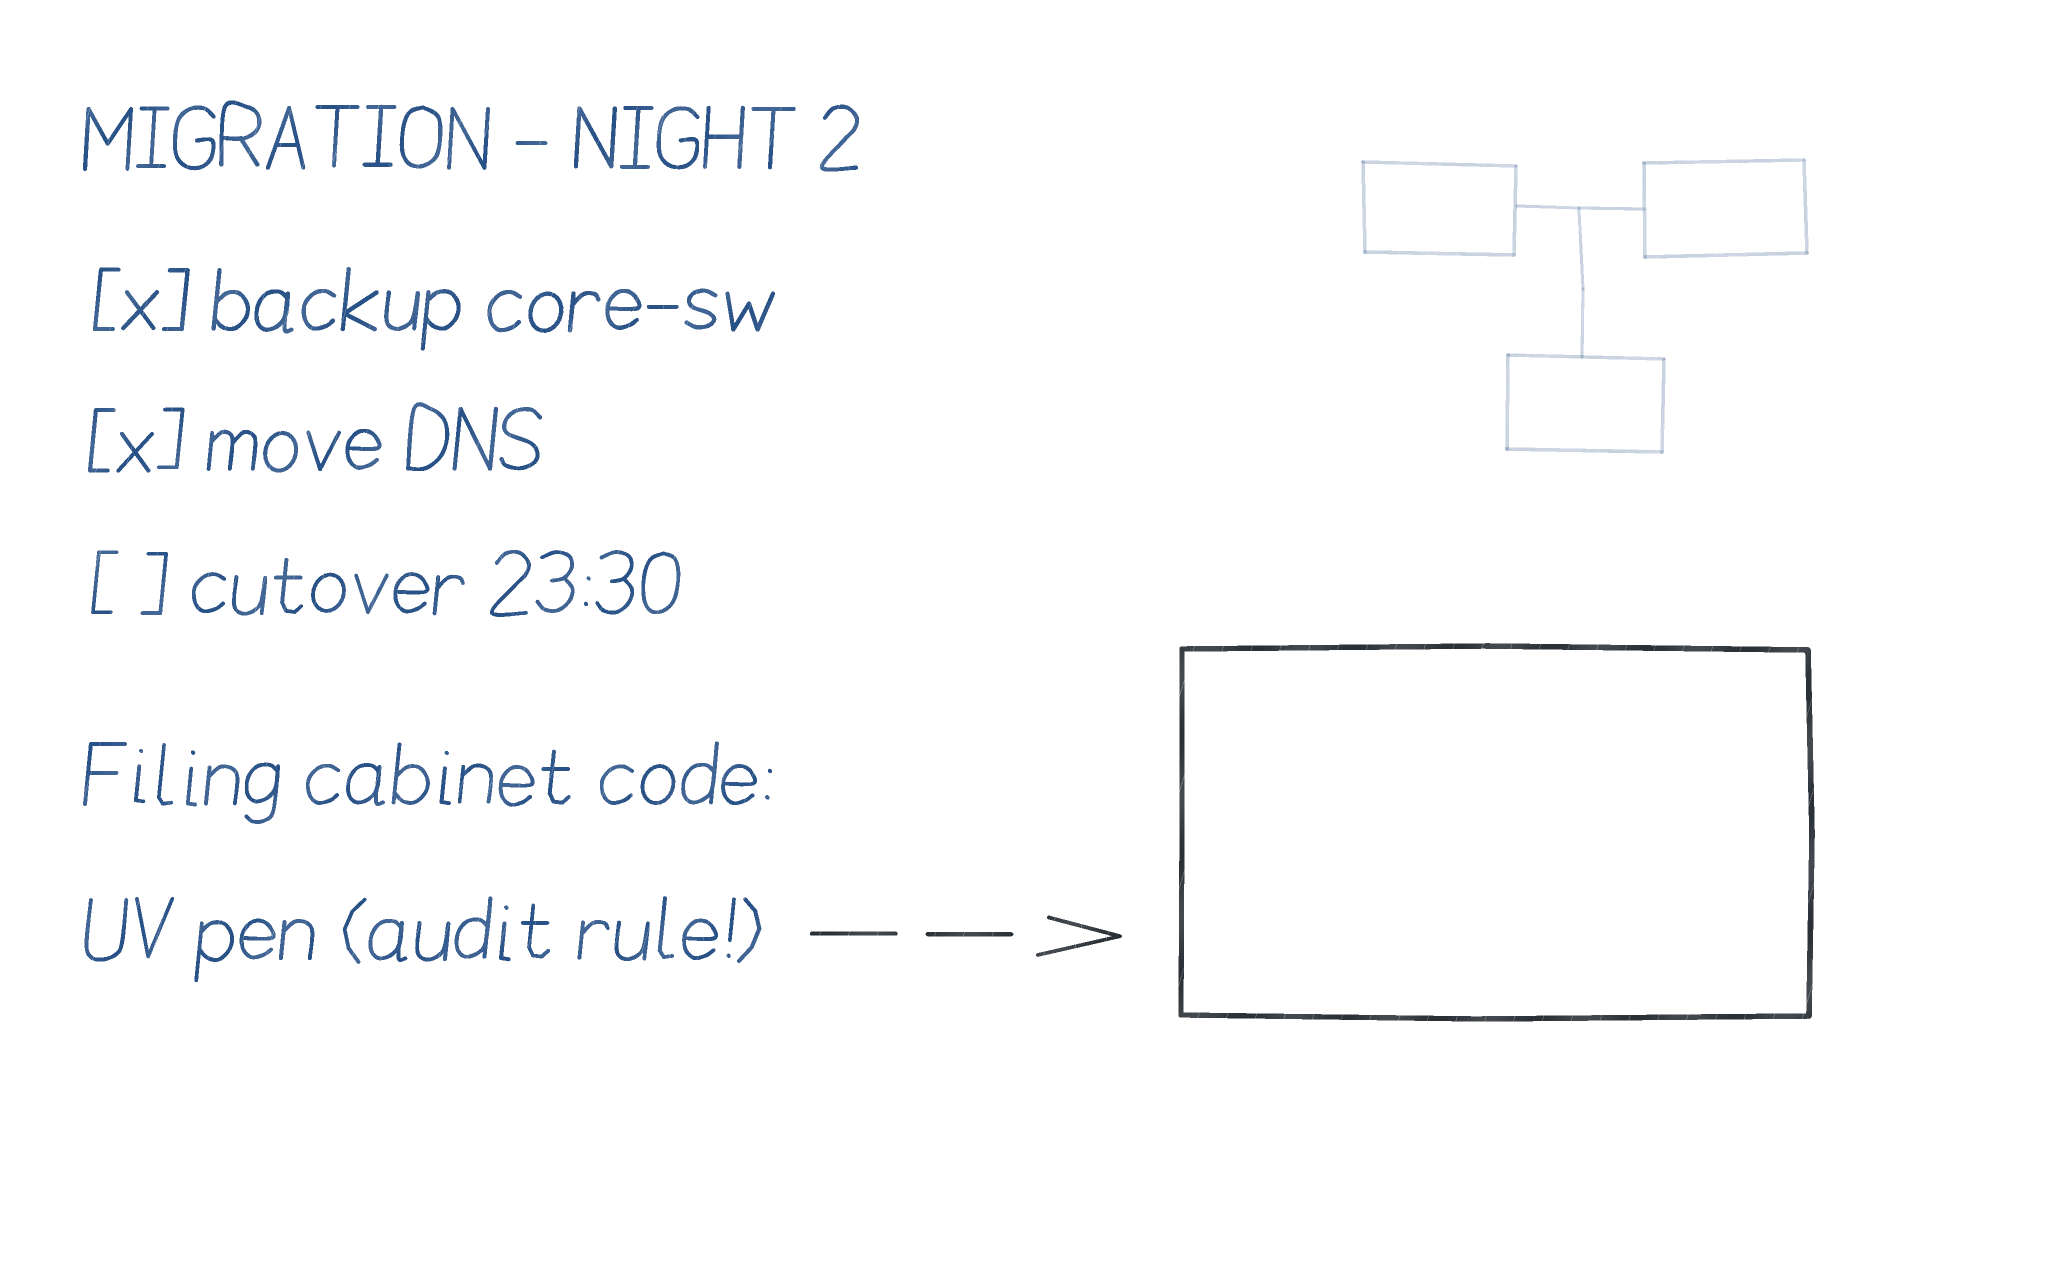 MIGRATION - NIGHT 2
[x] backup core-sw
[x] move DNS
[ ] cutover 23:30
Filing cabinet code:
UV pen (audit rule!)